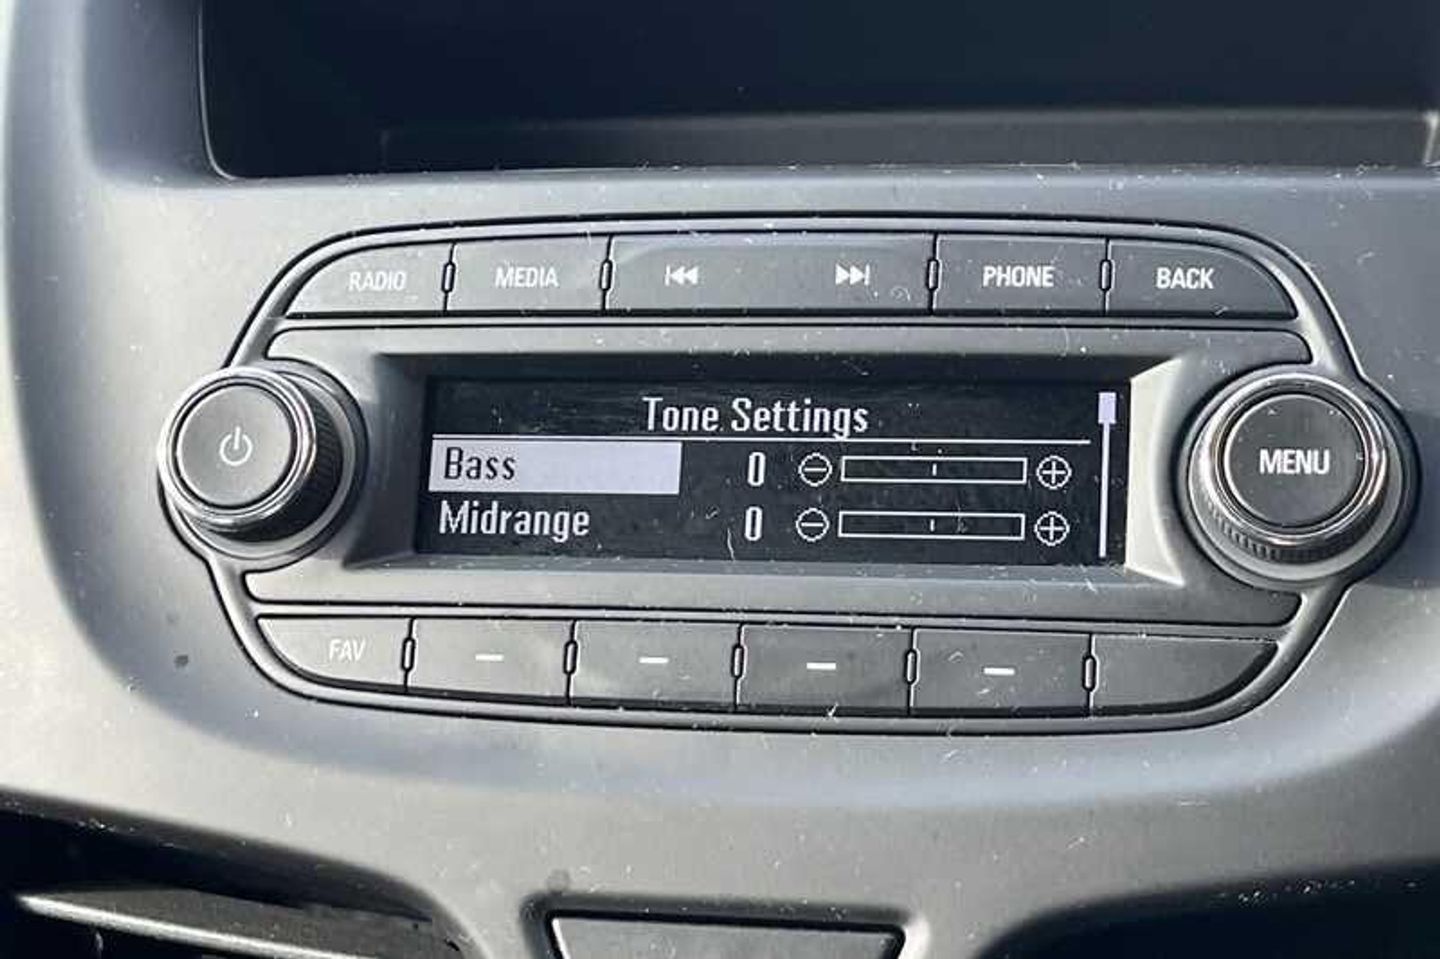 RADIO MEDIA PHONE BACK
Tone Settings
Bass 0
Midrange 0
MENU
FAV